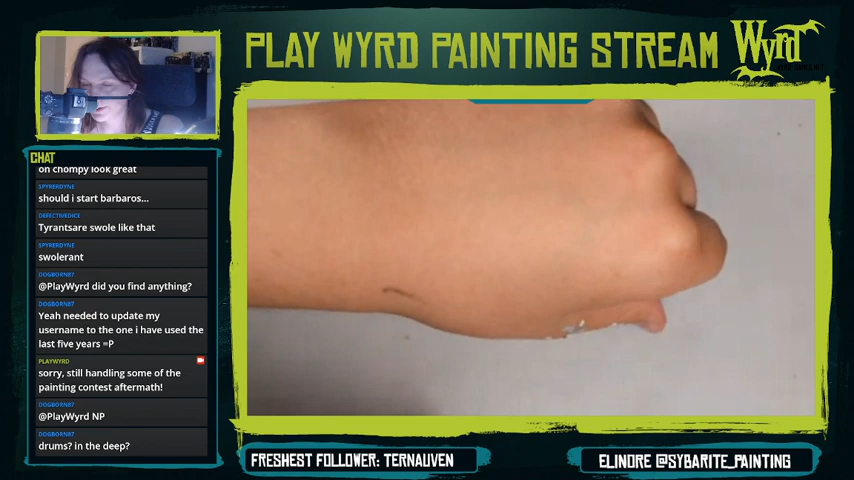 PLAY WYRD PAINTING STREAM
Wyrd
CHAT
on chompy look great
SPYRERDYNE
should i start barbaros...
DEFECTIVEDICE
Tyrantsare swole like that
SPYRERDYNE
swolerant
DOGBORN87
@PlayWyrd did you find anything?
DOGBORN87
Yeah needed to update my
username to the one i have used the
last five years =P
PLAYWYRD
sorry, still handling some of the
painting contest aftermath!
DOGBORN87
@PlayWyrd NP
DOGBORN87
drums? in the deep?
FRESHEST FOLLOWER: TERNAUVEN
ELINORE @SYBARITE_PAINTING